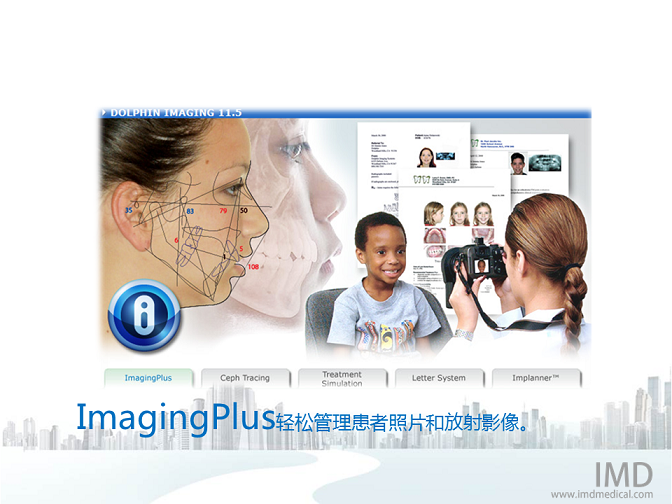 DOLPHIN IMAGING 11.5
35
83
79
50
6
5
108
ImagingPlus
Ceph Tracing
Treatment
Simulation
Letter System
Implanner™
ImagingPlus轻松管理患者照片和放射影像。
IMD
www.imdmedical.com